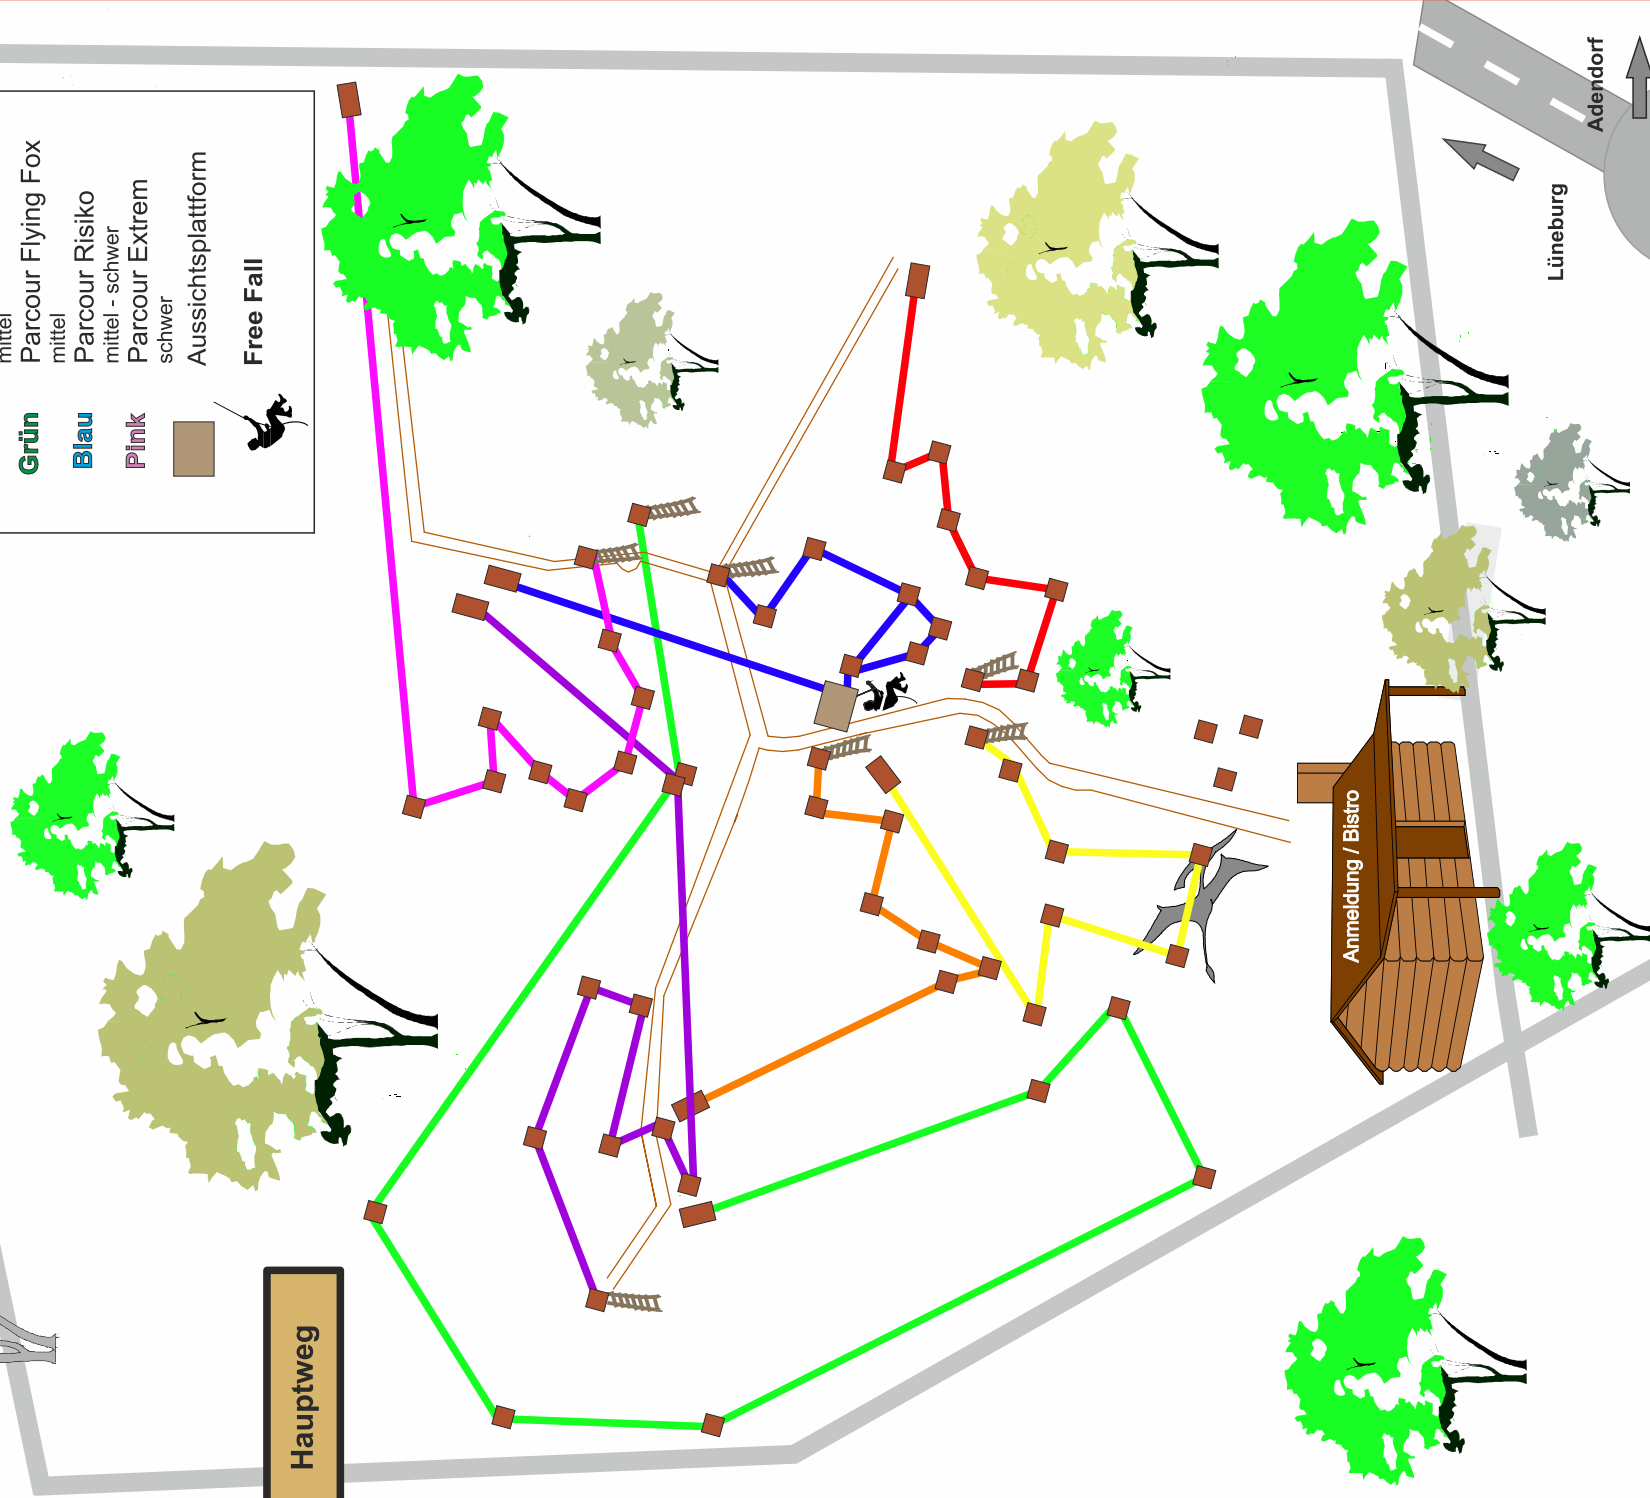 mittel
Grün Parcour Flying Fox
mittel
Blau Parcour Risiko
mittel - schwer
Pink Parcour Extrem
schwer
Aussichtsplattform
Free Fall
Adendorf
Lüneburg
Anmeldung / Bistro
Hauptweg